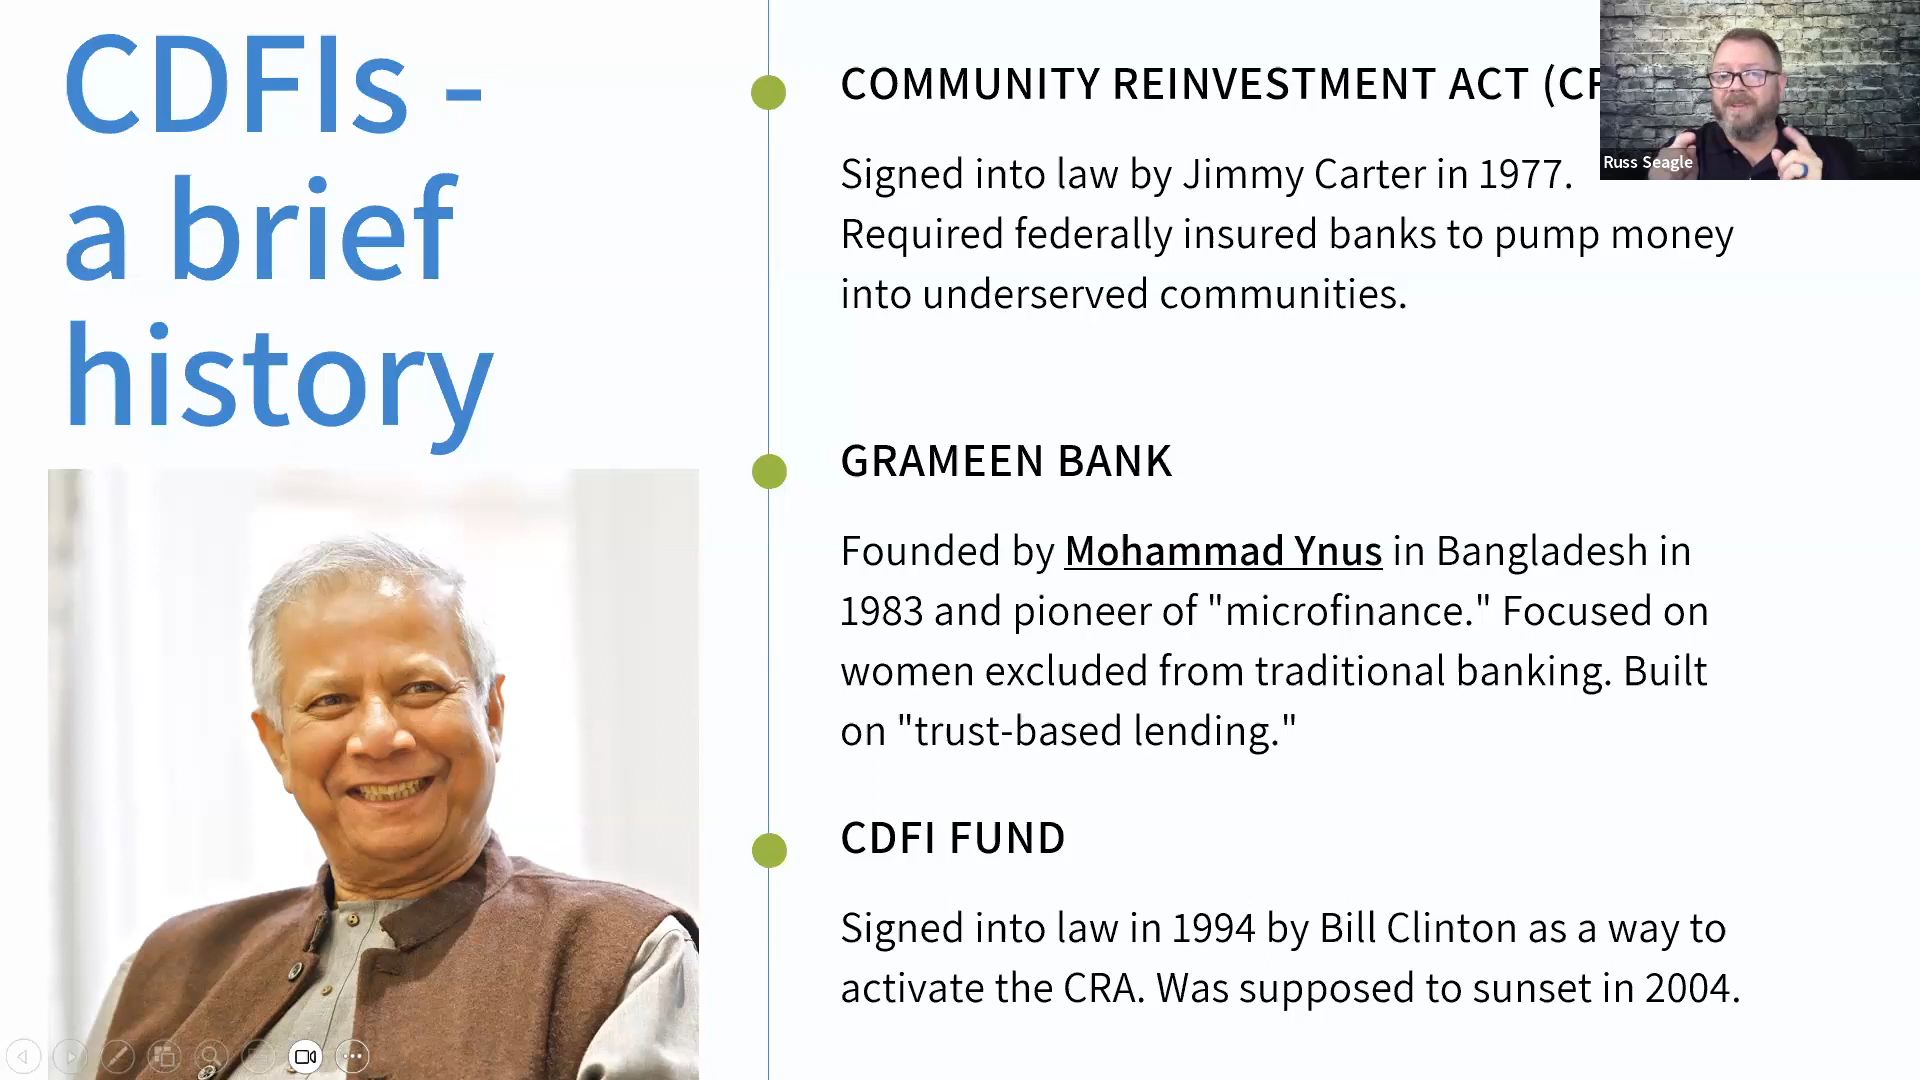 CDFIs -
a brief
history
COMMUNITY REINVESTMENT ACT (CR
Russ Seagle
Signed into law by Jimmy Carter in 1977.
Required federally insured banks to pump money
into underserved communities.
GRAMEEN BANK
Founded by Mohammad Ynus in Bangladesh in
1983 and pioneer of "microfinance." Focused on
women excluded from traditional banking. Built
on "trust-based lending."
CDFI FUND
Signed into law in 1994 by Bill Clinton as a way to
activate the CRA. Was supposed to sunset in 2004.